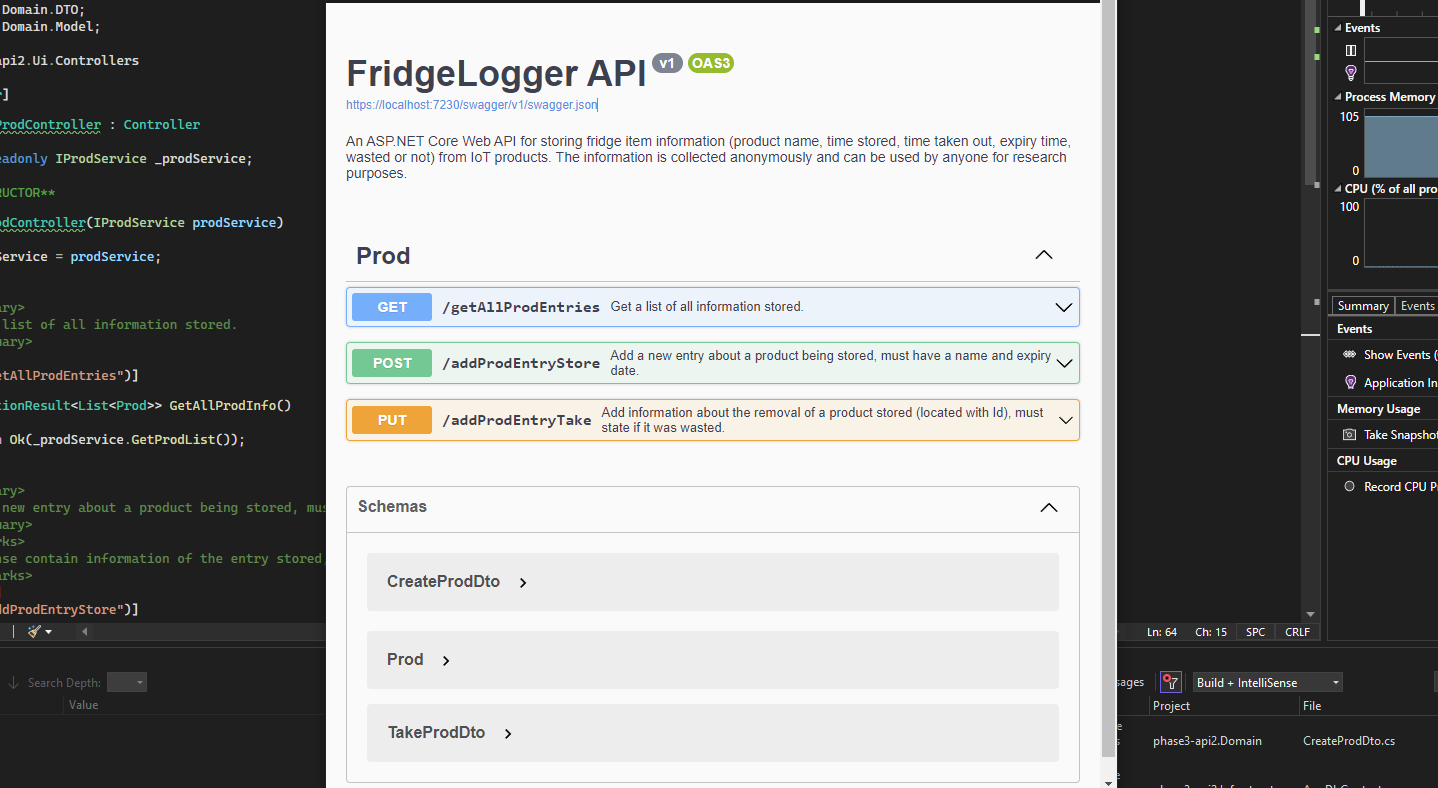 Domain.DTO;
Domain.Model;
api2.Ui.Controllers
]
ProdController : Controller
readonly IProdService _prodService;
RUCTOR**
odController(IProdService prodService)
Service = prodService;
ary>
list of all information stored.
mary>
etAllProdEntries")]
tionResult<List<Prod>> GetAllProdInfo()
n Ok(_prodService.GetProdList());
ary>
new entry about a product being stored, mus
mary>
rks>
ase contain information of the entry stored,
arks>
ddProdEntryStore")]
Search Depth:
Value
FridgeLogger API v1 OAS3
https://localhost:7230/swagger/v1/swagger.json
An ASP.NET Core Web API for storing fridge item information (product name, time stored, time taken out, expiry time,
wasted or not) from IoT products. The information is collected anonymously and can be used by anyone for research
purposes.
Prod
GET /getAllProdEntries Get a list of all information stored.
POST /addProdEntryStore Add a new entry about a product being stored, must have a name and expiry
date.
PUT /addProdEntryTake Add information about the removal of a product stored (located with Id), must
state if it was wasted.
Schemas
CreateProdDto
Prod
TakeProdDto
Events
Process Memory
105
0
CPU (% of all pro
100
0
Summary Events
Events
Show Events (
Application In
Memory Usage
Take Snapshot
CPU Usage
Record CPU P
Ln: 64 Ch: 15 SPC CRLF
sages Build + IntelliSense
Project File
phase3-api2.Domain CreateProdDto.cs